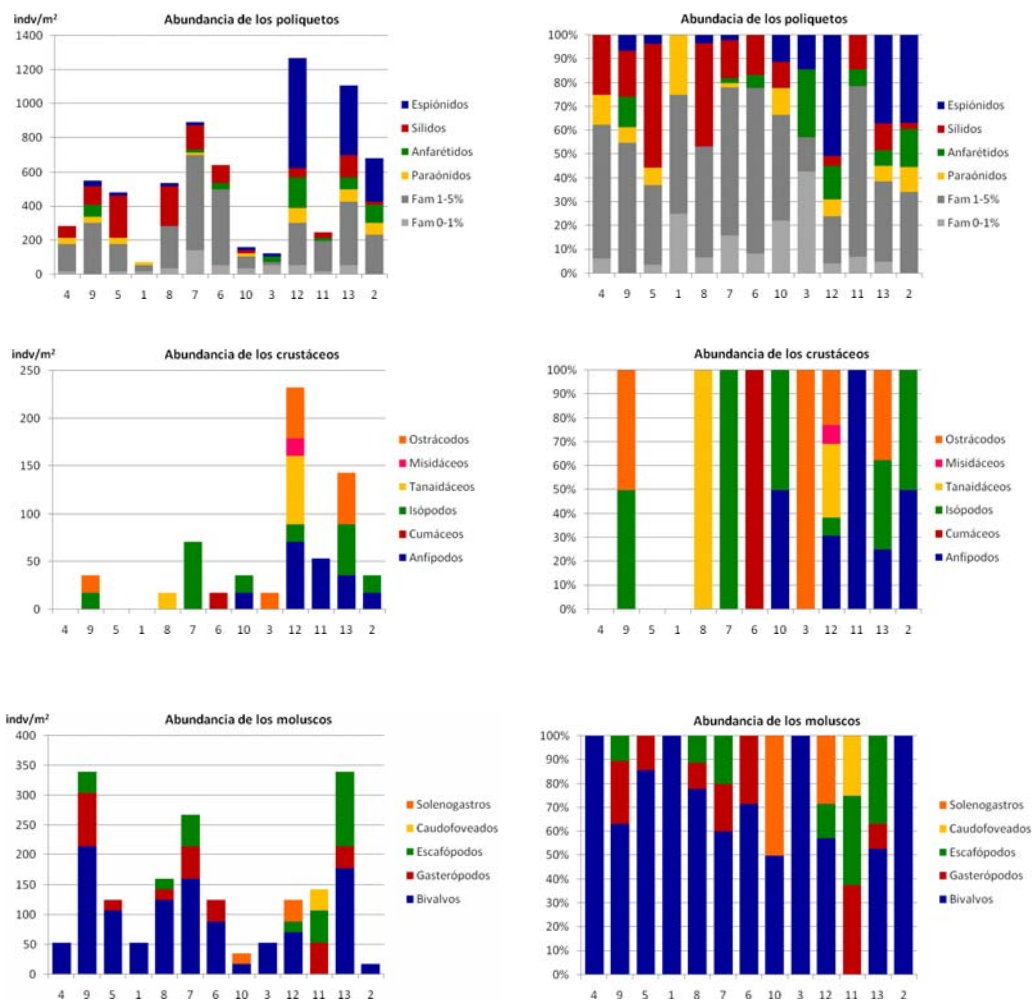 indv/m² Abundancia de los poliquetos
1400
1200
1000
800
600
400
200
0
4 9 5 1 8 7 6 10 3 12 11 13 2
Espiónidos
Sílidos
Anfarétidos
Paraónidos
Fam 1-5%
Fam 0-1%
Abundacia de los poliquetos
100%
90%
80%
70%
60%
50%
40%
30%
20%
10%
0%
4 9 5 1 8 7 6 10 3 12 11 13 2
Espiónidos
Sílidos
Anfarétidos
Paraónidos
Fam 1-5%
Fam 0-1%
indv/m² Abundancia de los crustáceos
250
200
150
100
50
0
4 9 5 1 8 7 6 10 3 12 11 13 2
Ostrácodos
Misidáceos
Tanaidáceos
Isópodos
Cumáceos
Anfípodos
Abundancia de los crustáceos
100%
90%
80%
70%
60%
50%
40%
30%
20%
10%
0%
4 9 5 1 8 7 6 10 3 12 11 13 2
Ostrácodos
Misidáceos
Tanaidáceos
Isópodos
Cumáceos
Anfípodos
indv/m² Abundancia de los moluscos
400
350
300
250
200
150
100
50
0
4 9 5 1 8 7 6 10 3 12 11 13 2
Solenogastros
Caudofoveados
Escafópodos
Gasterópodos
Bivalvos
Abundancia de los moluscos
100%
90%
80%
70%
60%
50%
40%
30%
20%
10%
0%
4 9 5 1 8 7 6 10 3 12 11 13 2
Solenogastros
Caudofoveados
Escafópodos
Gasterópodos
Bivalvos